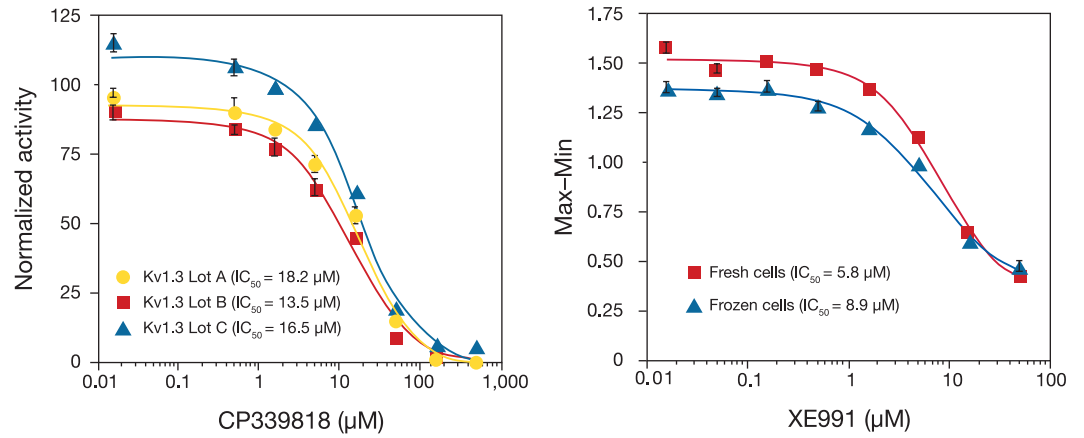 125
100
75
50
25
0
Normalized activity
Kv1.3 Lot A (IC50 = 18.2 µM)
Kv1.3 Lot B (IC50 = 13.5 µM)
Kv1.3 Lot C (IC50 = 16.5 µM)
0.01 0.1 1 10 100 1,000
CP339818 (µM)
1.75
1.50
1.25
1.00
0.75
0.50
0.25
0
Max–Min
Fresh cells (IC50 = 5.8 µM)
Frozen cells (IC50 = 8.9 µM)
0.01 0.1 1 10 100
XE991 (µM)